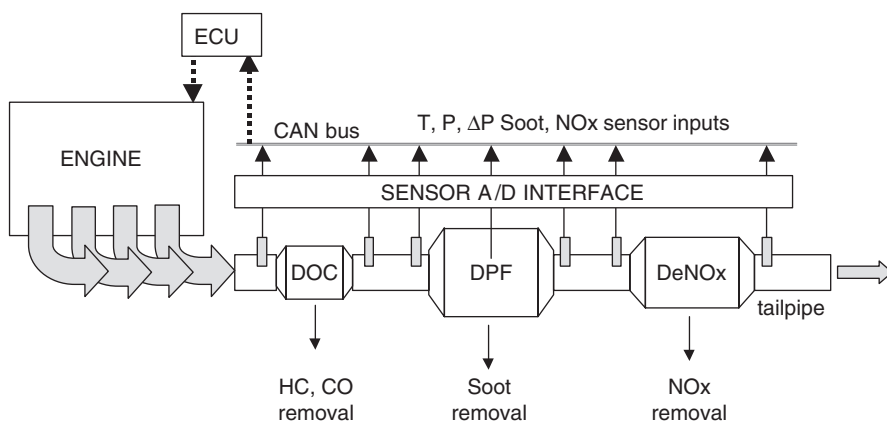 ECU
CAN bus
T, P, ΔP Soot, NOx sensor inputs
ENGINE
SENSOR A/D INTERFACE
DOC
DPF
DeNOx
tailpipe
HC, CO
removal
Soot
removal
NOx
removal